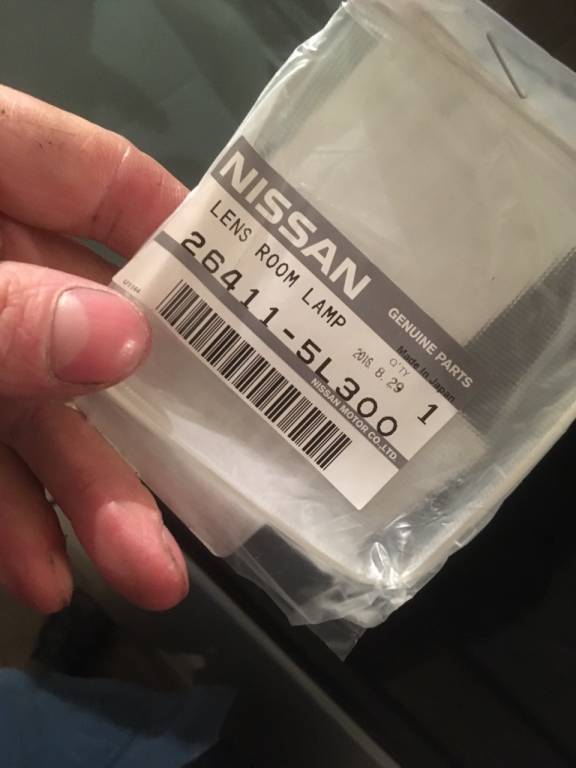 NISSAN
GENUINE PARTS
LENS ROOM LAMP
Made in Japan
Q'TY
2016. 8. 29
1
26411-5L300
NISSAN MOTOR CO.,LTD.